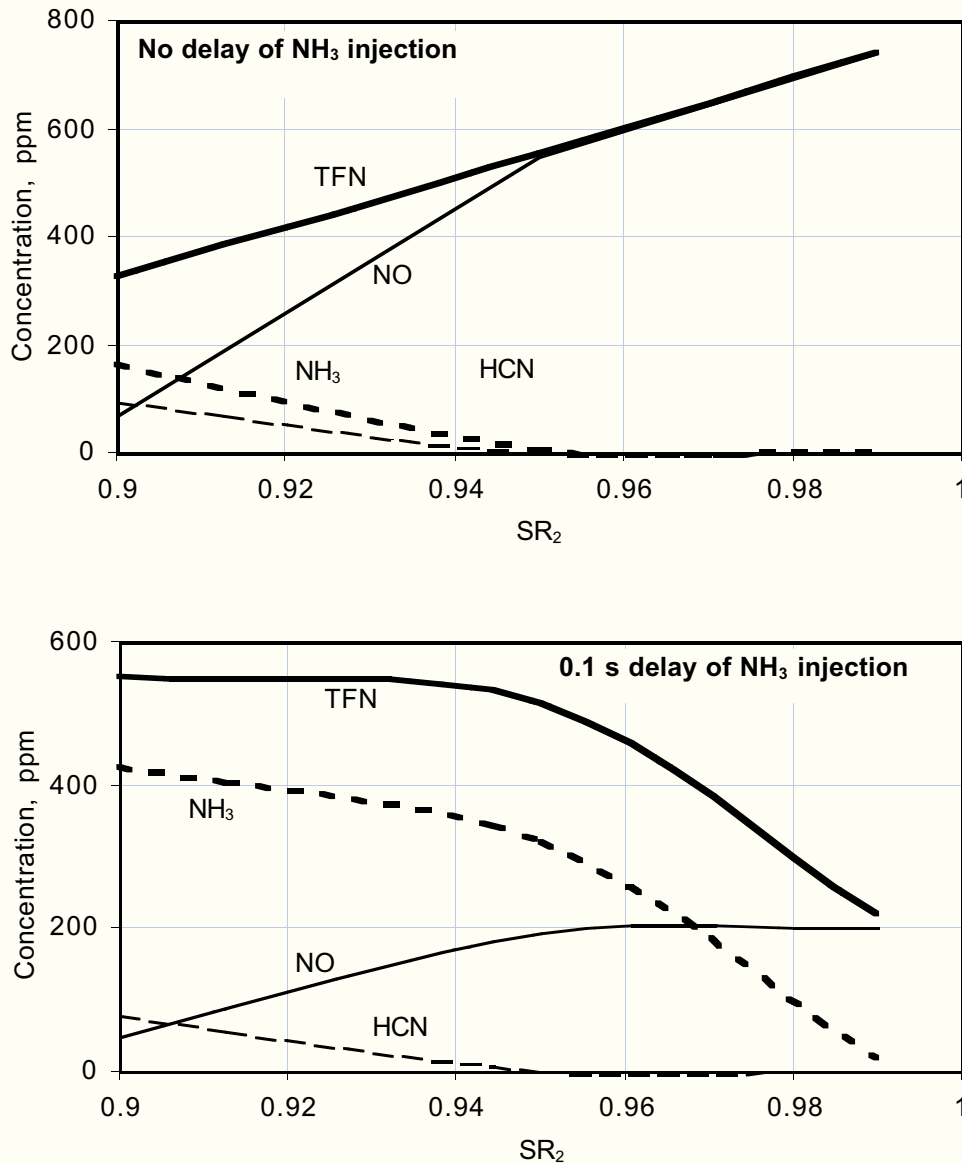 800
No delay of NH₃ injection
600
TFN
400
NO
200
NH₃
HCN
0
Concentration, ppm
0.9 0.92 0.94 0.96 0.98 1
SR₂
600
0.1 s delay of NH₃ injection
TFN
400
NH₃
200
NO
HCN
0
Concentration, ppm
0.9 0.92 0.94 0.96 0.98 1
SR₂